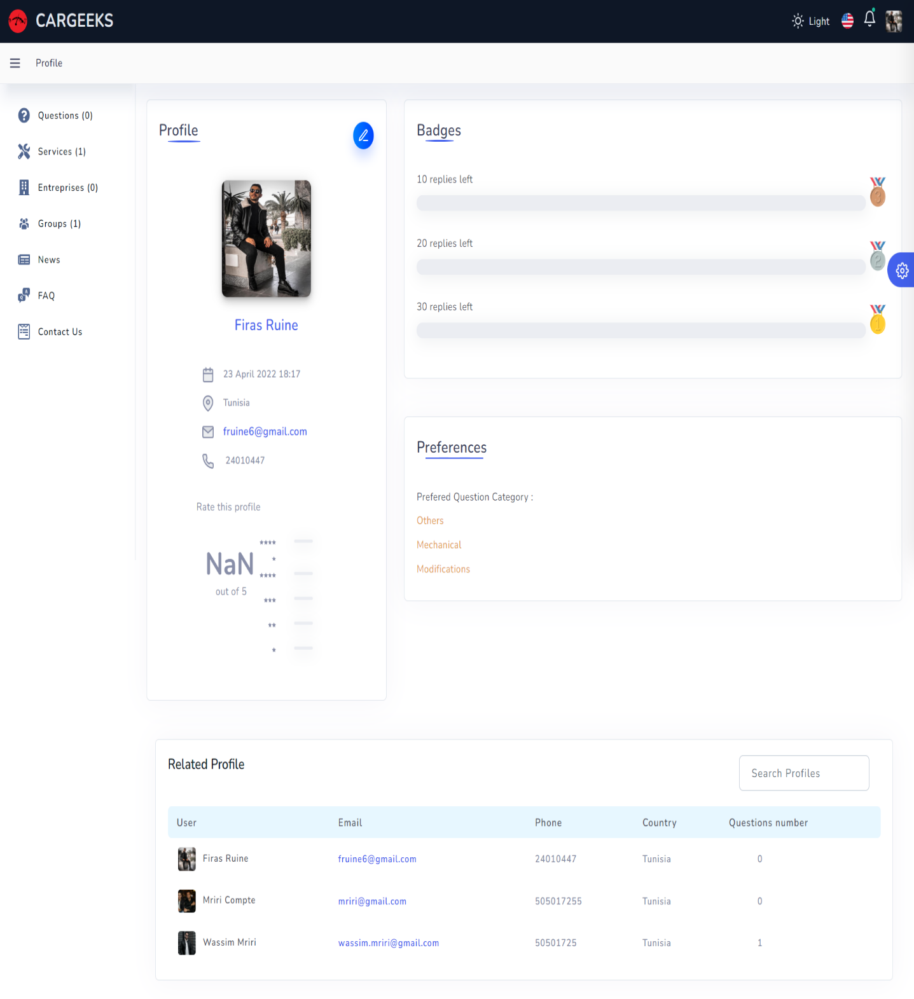 CARGEEKS
Light
Profile
Questions (0)
Services (1)
Entreprises (0)
Groups (1)
News
FAQ
Contact Us
Profile
Firas Ruine
23 April 2022 18:17
Tunisia
fruine6@gmail.com
24010447
Rate this profile
NaN
out of 5
Badges
10 replies left
3
20 replies left
2
30 replies left
1
Preferences
Prefered Question Category :
Others
Mechanical
Modifications
Related Profile
Search Profiles
User Email Phone Country Questions number
Firas Ruine fruine6@gmail.com 24010447 Tunisia 0
Mriri Compte mriri@gmail.com 505017255 Tunisia 0
Wassim Mriri wassim.mriri@gmail.com 50501725 Tunisia 1